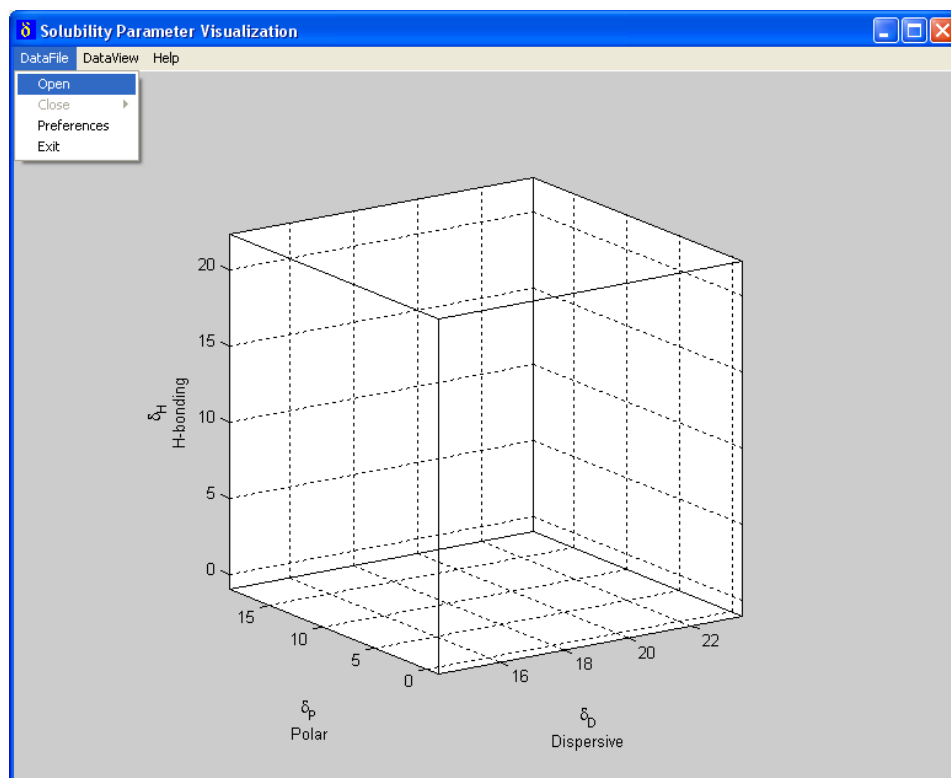 δ Solubility Parameter Visualization
DataFile DataView Help
Open
Close
Preferences
Exit
20
15
10
5
0
δH
H-bonding
15
10
5
0
δP
Polar
16
18
20
22
δD
Dispersive